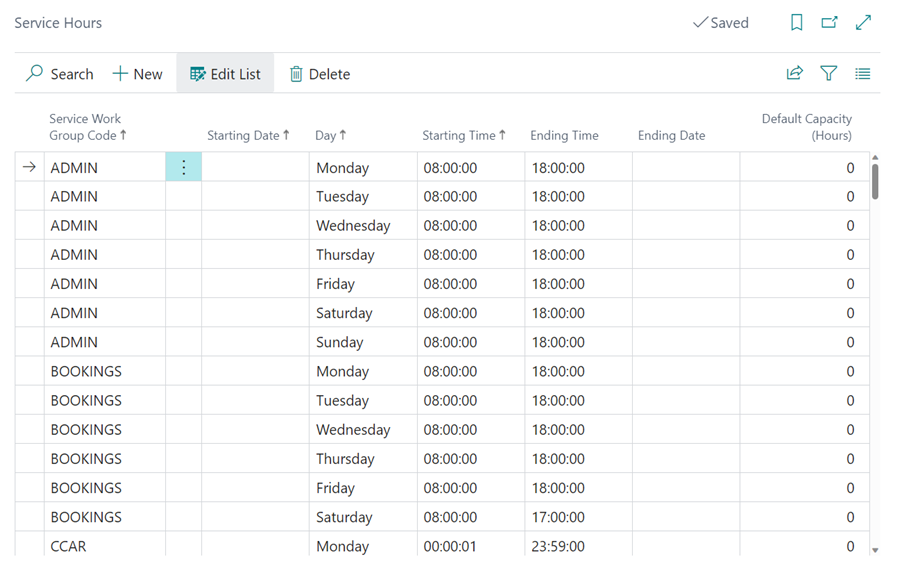 Service Hours Saved
Search New Edit List Delete
Service Work Default Capacity
Group Code Starting Date Day Starting Time Ending Time Ending Date (Hours)
ADMIN Monday 08:00:00 18:00:00 0
ADMIN Tuesday 08:00:00 18:00:00 0
ADMIN Wednesday 08:00:00 18:00:00 0
ADMIN Thursday 08:00:00 18:00:00 0
ADMIN Friday 08:00:00 18:00:00 0
ADMIN Saturday 08:00:00 18:00:00 0
ADMIN Sunday 08:00:00 18:00:00 0
BOOKINGS Monday 08:00:00 18:00:00 0
BOOKINGS Tuesday 08:00:00 18:00:00 0
BOOKINGS Wednesday 08:00:00 18:00:00 0
BOOKINGS Thursday 08:00:00 18:00:00 0
BOOKINGS Friday 08:00:00 18:00:00 0
BOOKINGS Saturday 08:00:00 17:00:00 0
CCAR Monday 00:00:01 23:59:00 0